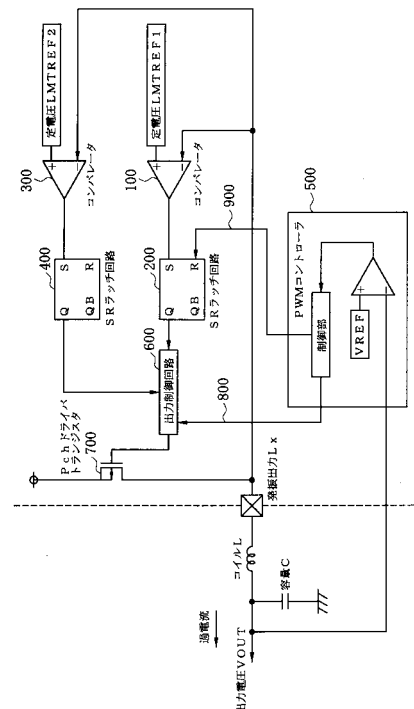 定電圧LMTREF2
定電圧LMTREF1
300
+
−
コンパレータ
100
+
−
コンパレータ
900
500
400
Q
S
QB
R
SRラッチ回路
200
Q
S
QB
R
SRラッチ回路
PWMコントローラ
制御部
VREF
+
−
600
出力制御回路
800
Pchドライバ
トランジスタ
700
発振出力Lx
コイルL
容量C
過電流
出力電圧VOUT